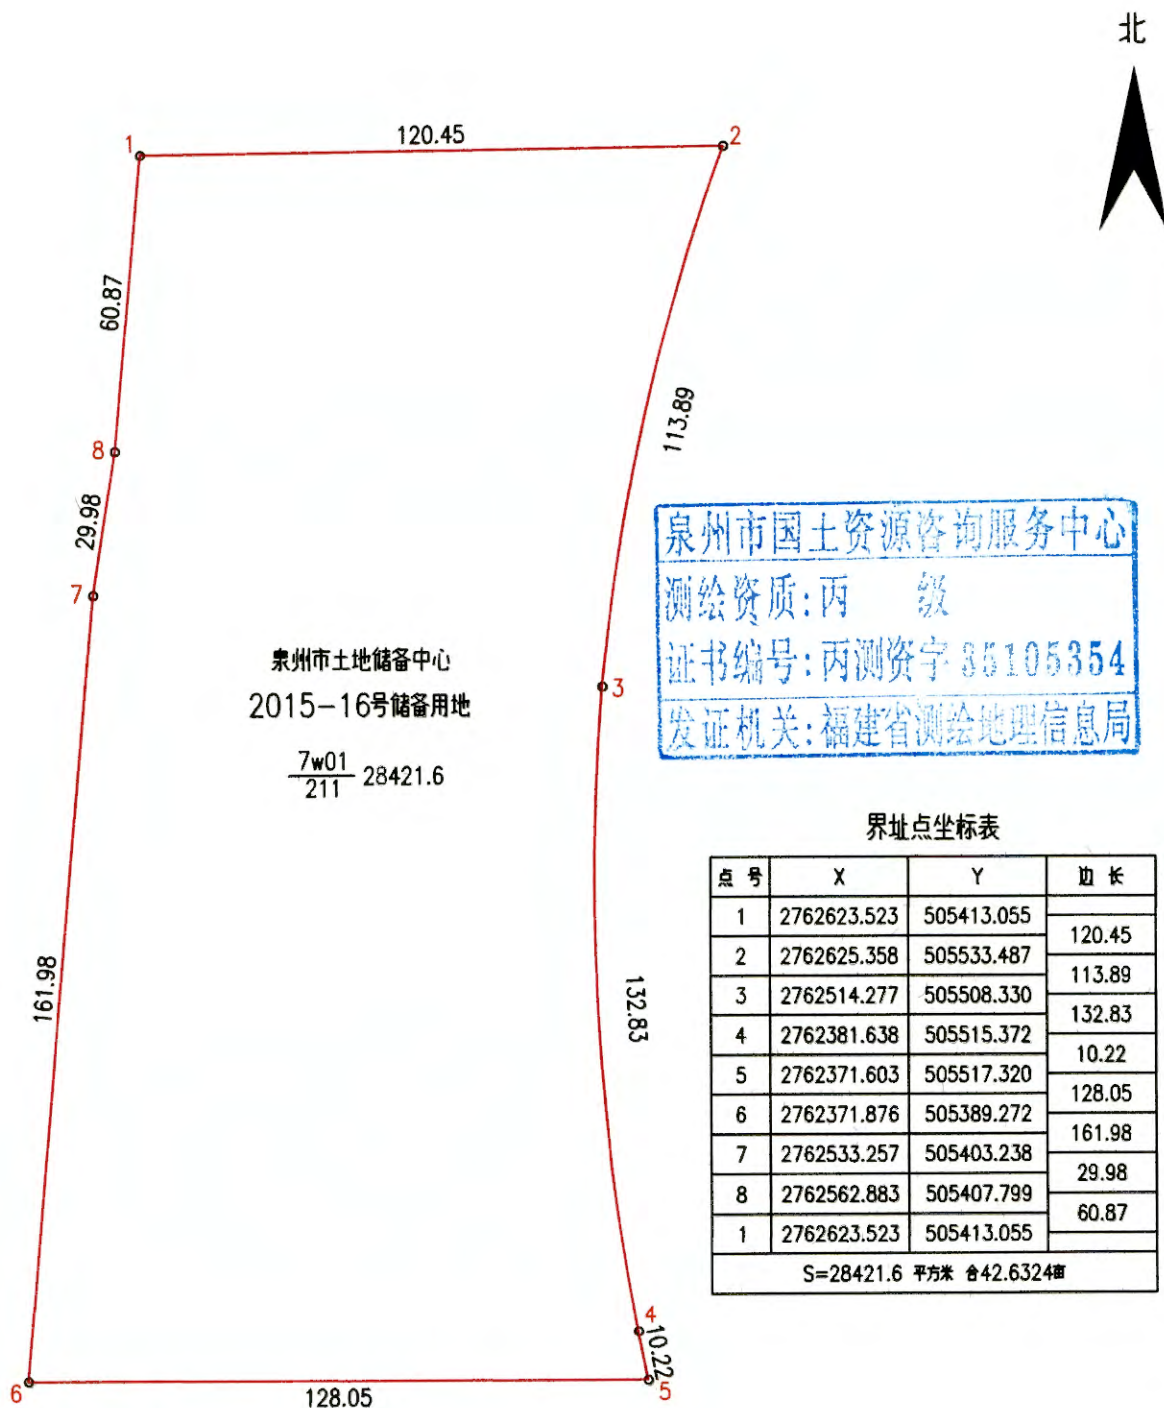 北
1
120.45
2
60.87
113.89
8
29.98
7
泉州市国土资源咨询服务中心
测绘资质:丙 级
证书编号:丙测资字35105354
发证机关:福建省测绘地理信息局
泉州市土地储备中心
2015-16号储备用地
7w01
211 28421.6
3
161.98
132.83
界址点坐标表
点 号 X Y 边 长
1 2762623.523 505413.055
120.45
2 2762625.358 505533.487
113.89
3 2762514.277 505508.330
132.83
4 2762381.638 505515.372
10.22
5 2762371.603 505517.320
128.05
6 2762371.876 505389.272
161.98
7 2762533.257 505403.238
29.98
8 2762562.883 505407.799
60.87
1 2762623.523 505413.055
S=28421.6 平方米 合42.6324亩
4
10.22
5
6
128.05